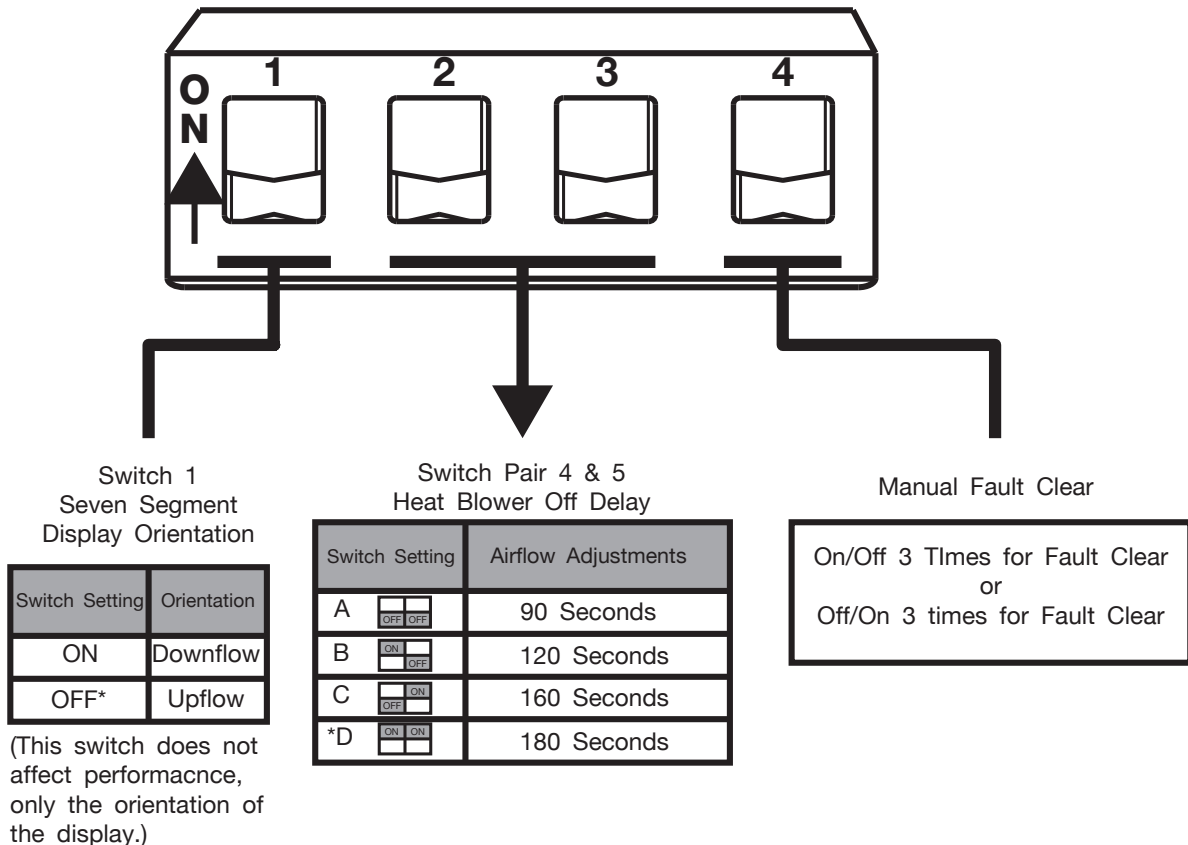 1 2 3 4
ON
Switch 1
Seven Segment
Display Orientation
Switch Setting Orientation
ON Downflow
OFF* Upflow
(This switch does not
affect performacnce,
only the orientation of
the display.)
Switch Pair 4 & 5
Heat Blower Off Delay
Switch Setting Airflow Adjustments
A OFF OFF 90 Seconds
B ON OFF 120 Seconds
C OFF ON 160 Seconds
*D ON ON 180 Seconds
Manual Fault Clear
On/Off 3 TImes for Fault Clear
or
Off/On 3 times for Fault Clear